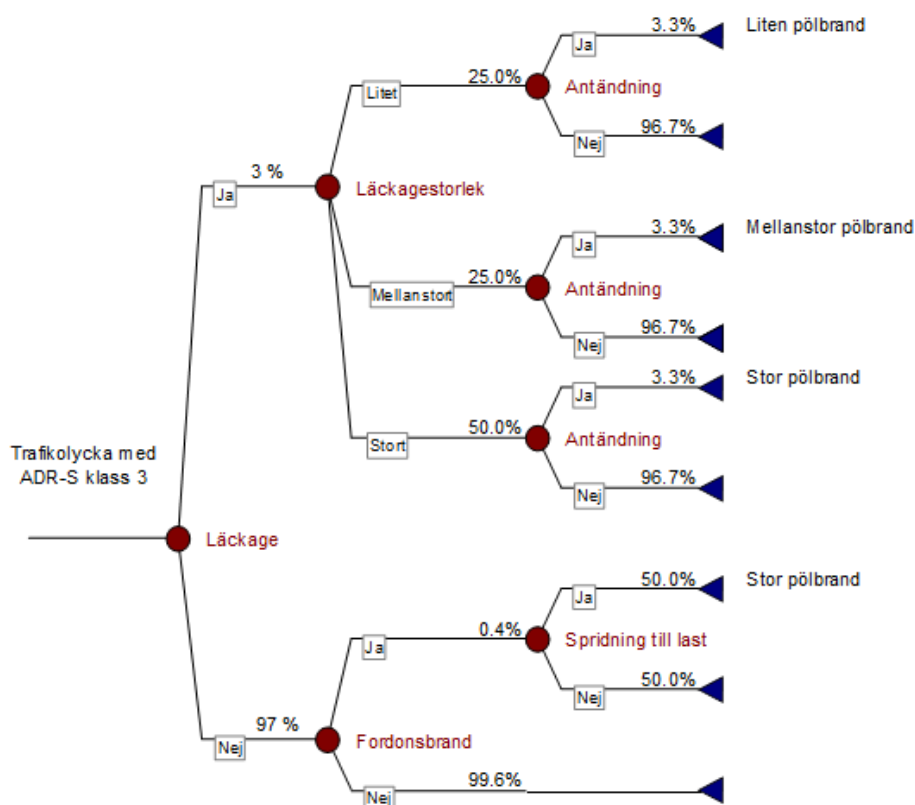 3.3%
Liten pölbrand
Ja
25.0%
Litet
Antändning
Nej
96.7%
3 %
Ja
Läckagestorlek
3.3%
Mellanstor pölbrand
Ja
25.0%
Mellanstort
Antändning
Nej
96.7%
3.3%
Stor pölbrand
Ja
50.0%
Stort
Antändning
Nej
96.7%
Trafikolycka med
ADR-S klass 3
Läckage
50.0%
Stor pölbrand
Ja
0.4%
Ja
Spridning till last
Nej
50.0%
97 %
Nej
Fordonsbrand
99.6%
Nej